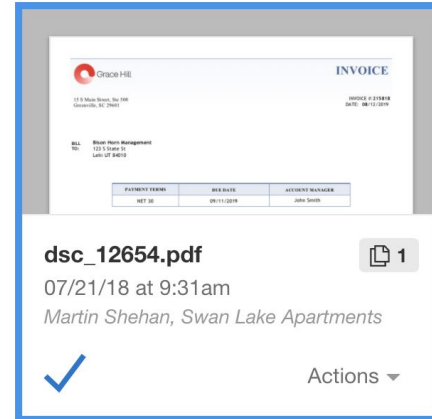 Grace Hill
INVOICE
15 S Main Street, Ste 500
Greenville, SC 29601
INVOICE # 215818
DATE: 08/12/2019
BILL TO:
Bison Horn Management
123 S State St
Lehi UT 84010
PAYMENT TERMS DUE DATE ACCOUNT MANAGER
NET 30 09/11/2019 John Smith
dsc_12654.pdf
1
07/21/18 at 9:31am
Martin Shehan, Swan Lake Apartments
Actions